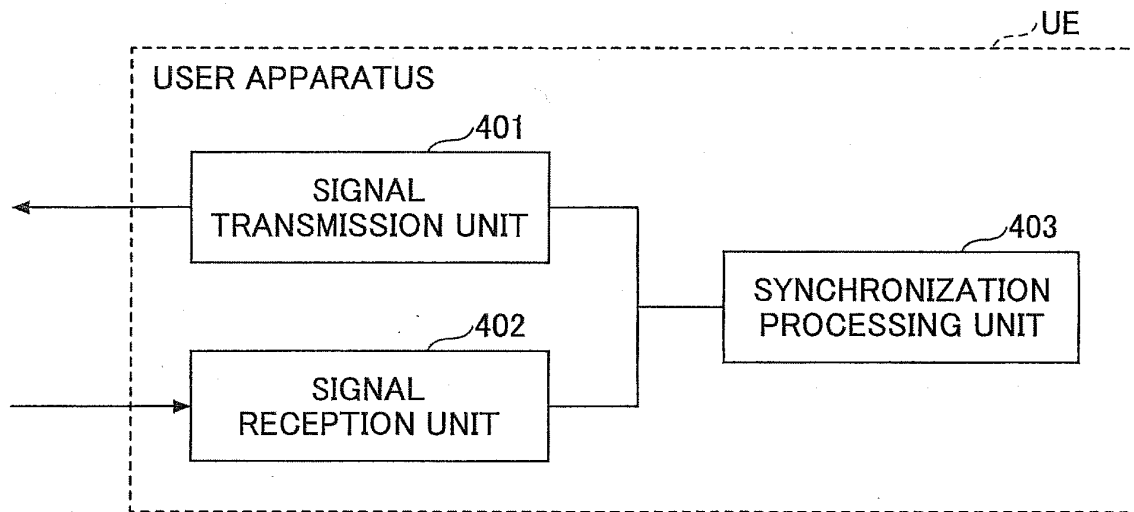 UE
USER APPARATUS
401
SIGNAL
TRANSMISSION UNIT
403
SYNCHRONIZATION
PROCESSING UNIT
402
SIGNAL
RECEPTION UNIT